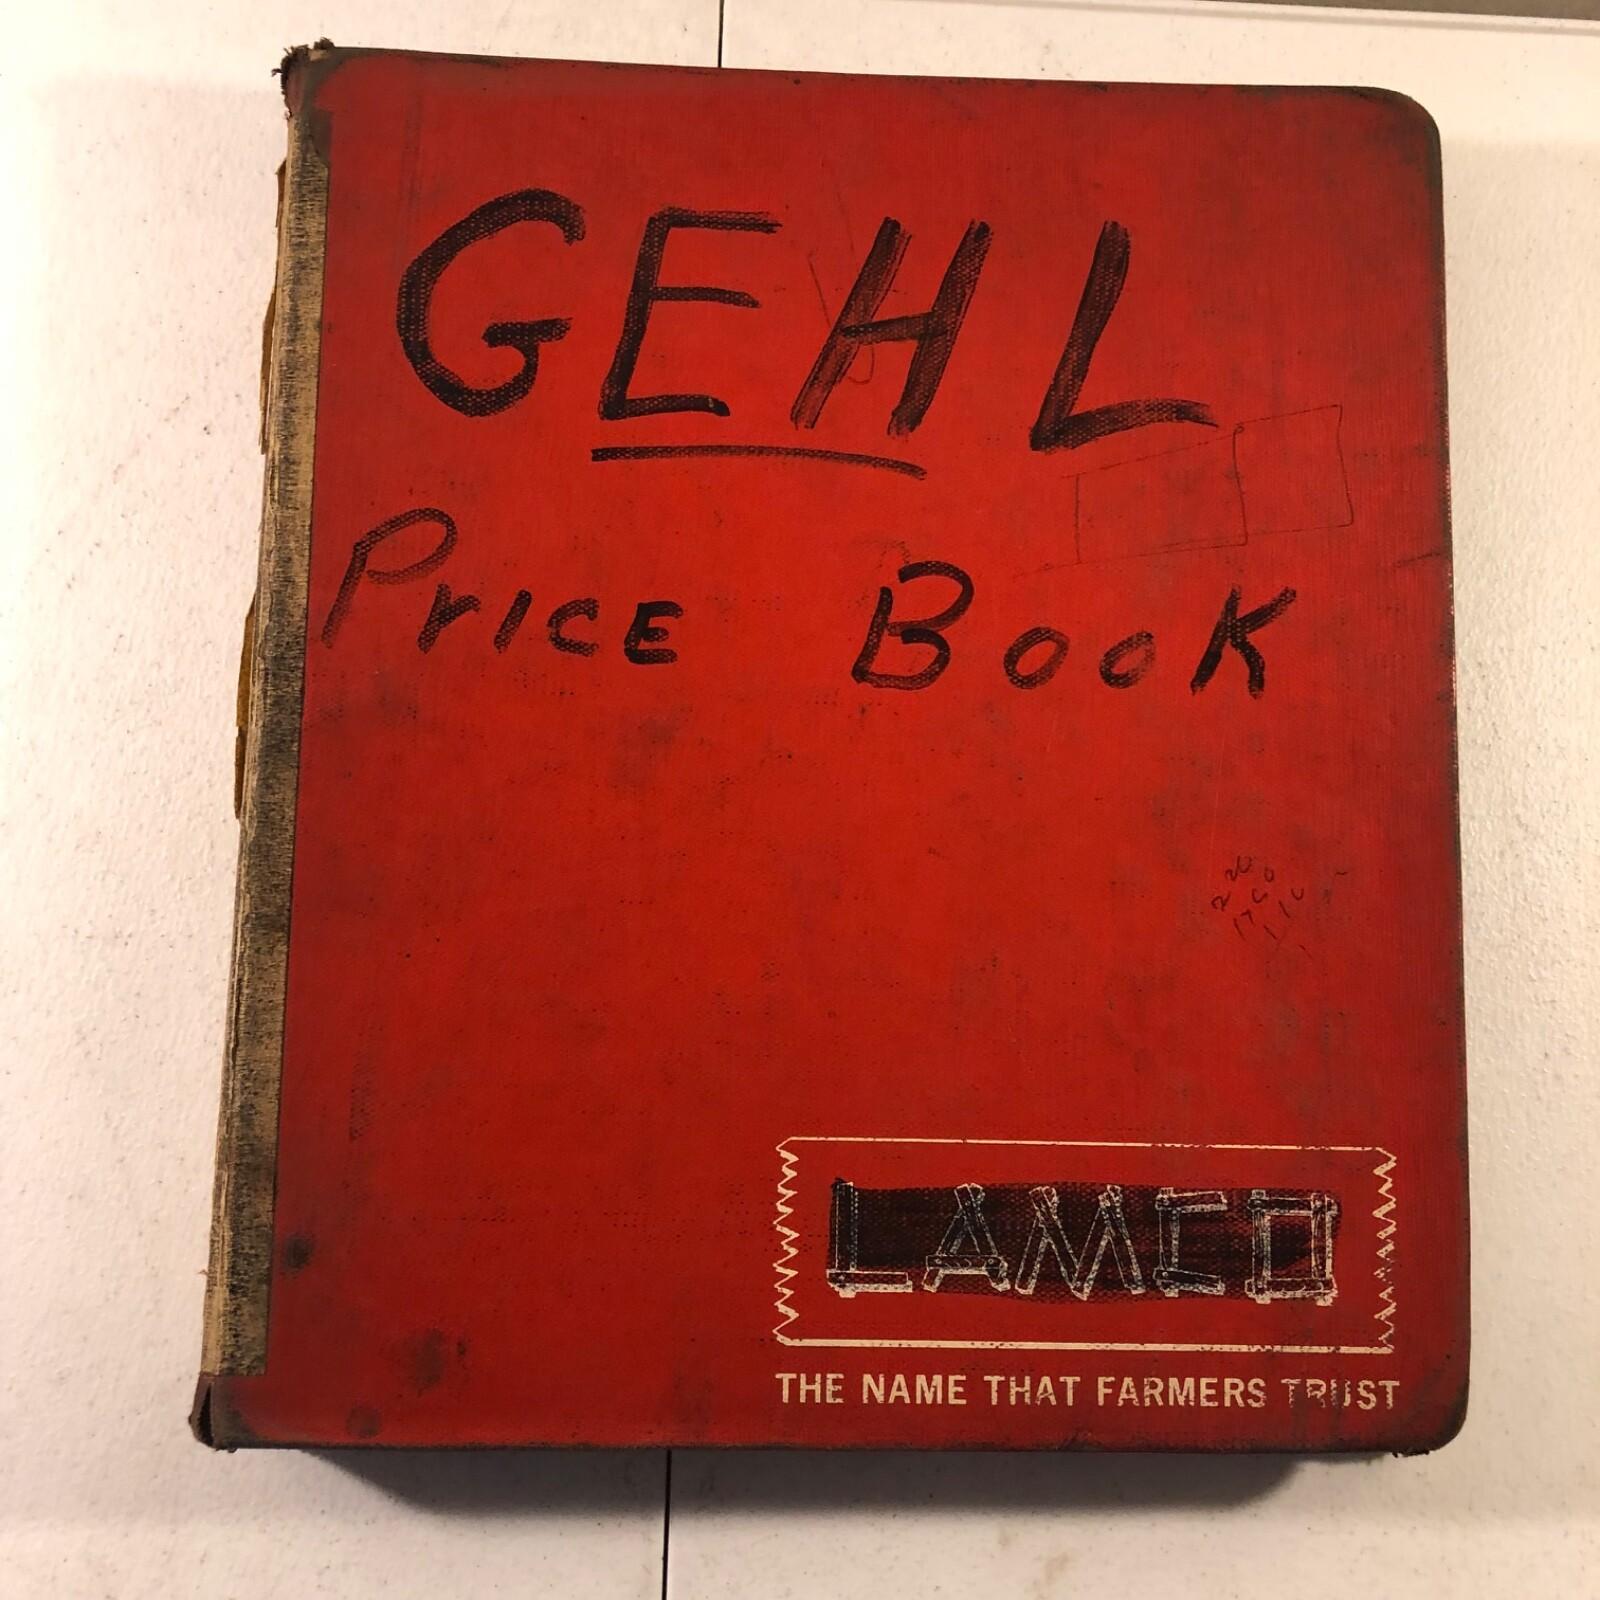 GEHL
PrICE BOOK
LAMCO
THE NAME THAT FARMERS TRUST